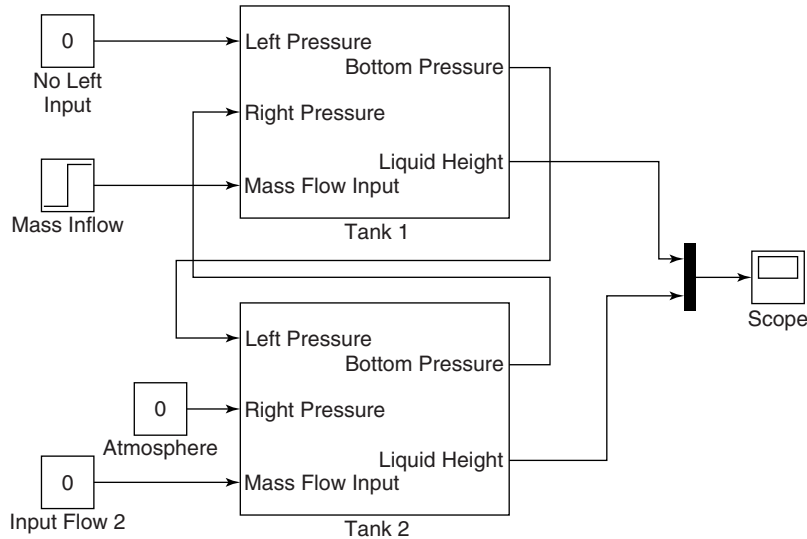 0
No Left
Input
Mass Inflow
Left Pressure
Bottom Pressure
Right Pressure
Liquid Height
Mass Flow Input
Tank 1
Scope
Left Pressure
Bottom Pressure
0
Atmosphere
Right Pressure
Liquid Height
0
Input Flow 2
Mass Flow Input
Tank 2